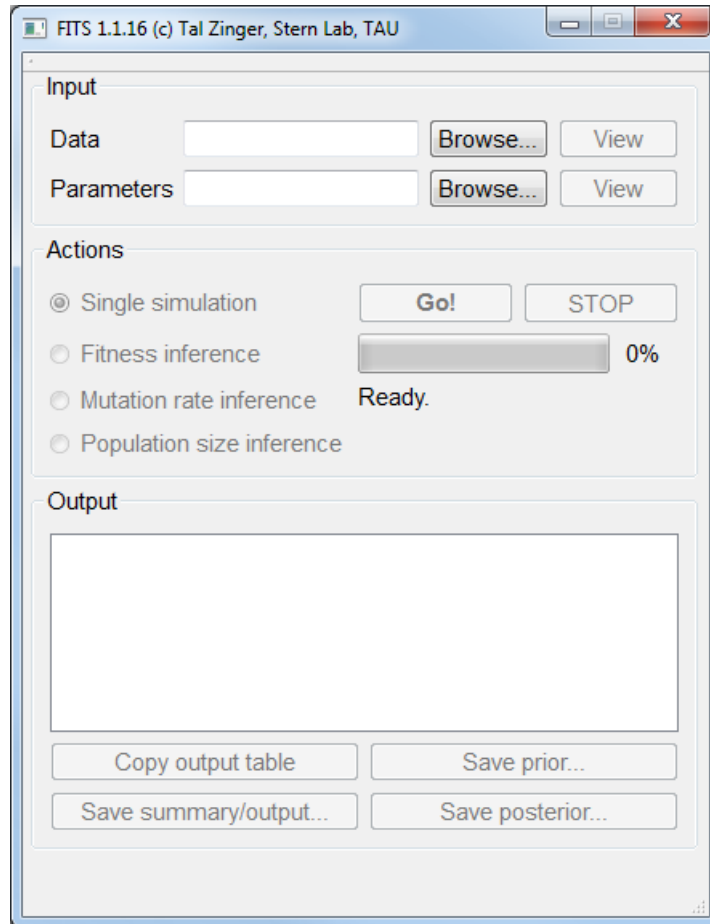 FITS 1.1.16 (c) Tal Zinger, Stern Lab, TAU
Input
Data Browse... View
Parameters Browse... View
Actions
Single simulation Go! STOP
Fitness inference 0%
Mutation rate inference Ready.
Population size inference
Output
Copy output table Save prior...
Save summary/output... Save posterior...